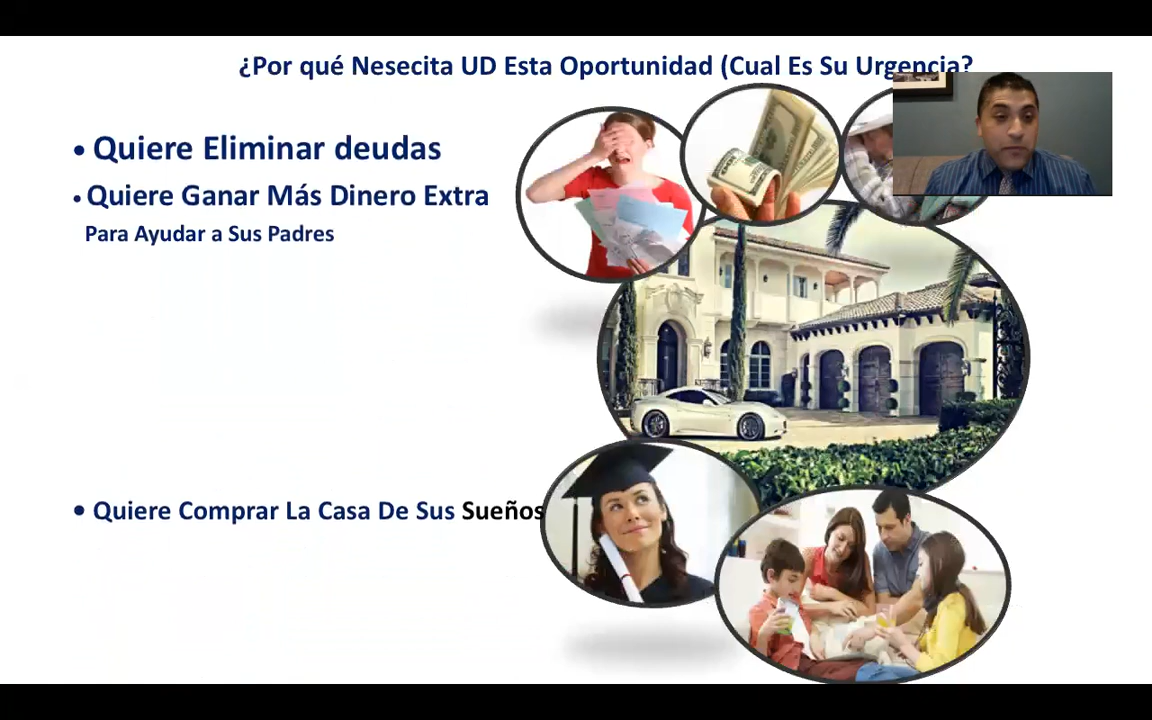 ¿Por qué Nesecita UD Esta Oportunidad (Cual Es Su Urgencia?
• Quiere Eliminar deudas
• Quiere Ganar Más Dinero Extra
Para Ayudar a Sus Padres
• Quiere Comprar La Casa De Sus Sueños